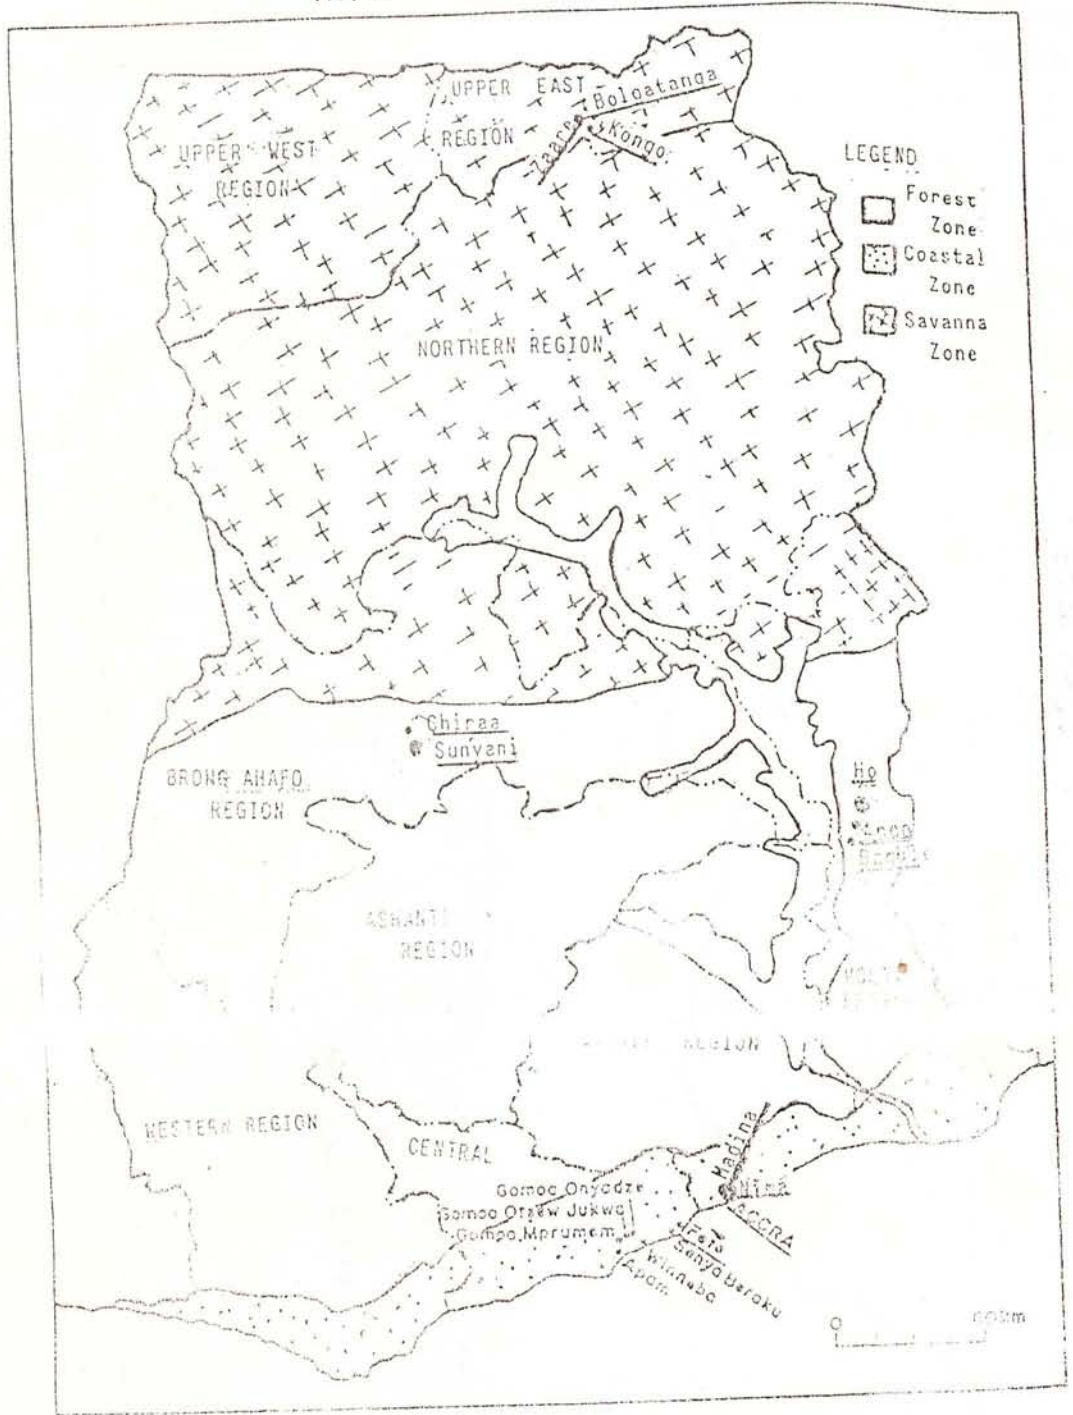 UPPER EAST
REGION
Boloatanga
Zaare
Kongo
UPPER WEST
REGION
LEGEND
Forest
Zone
Coastal
Zone
Savanna
Zone
NORTHERN REGION
Chiraa
Sunyani
BRONG AHAFO
REGION
Ho
ASHANTI
REGION
REGION
WESTERN REGION
CENTRAL
Madina
Nima
ACCRA
Gomoa Onyadze
Gomoa Otsew Jukwa
Gomoa Mprumem
Fete
Senya Beraku
Winneba
Apam
0